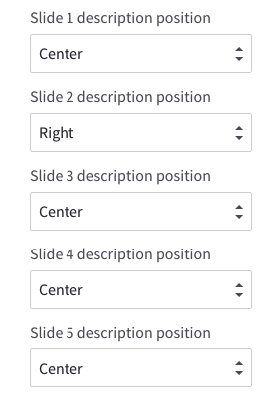 Slide 1 description position
Center
Slide 2 description position
Right
Slide 3 description position
Center
Slide 4 description position
Center
Slide 5 description position
Center